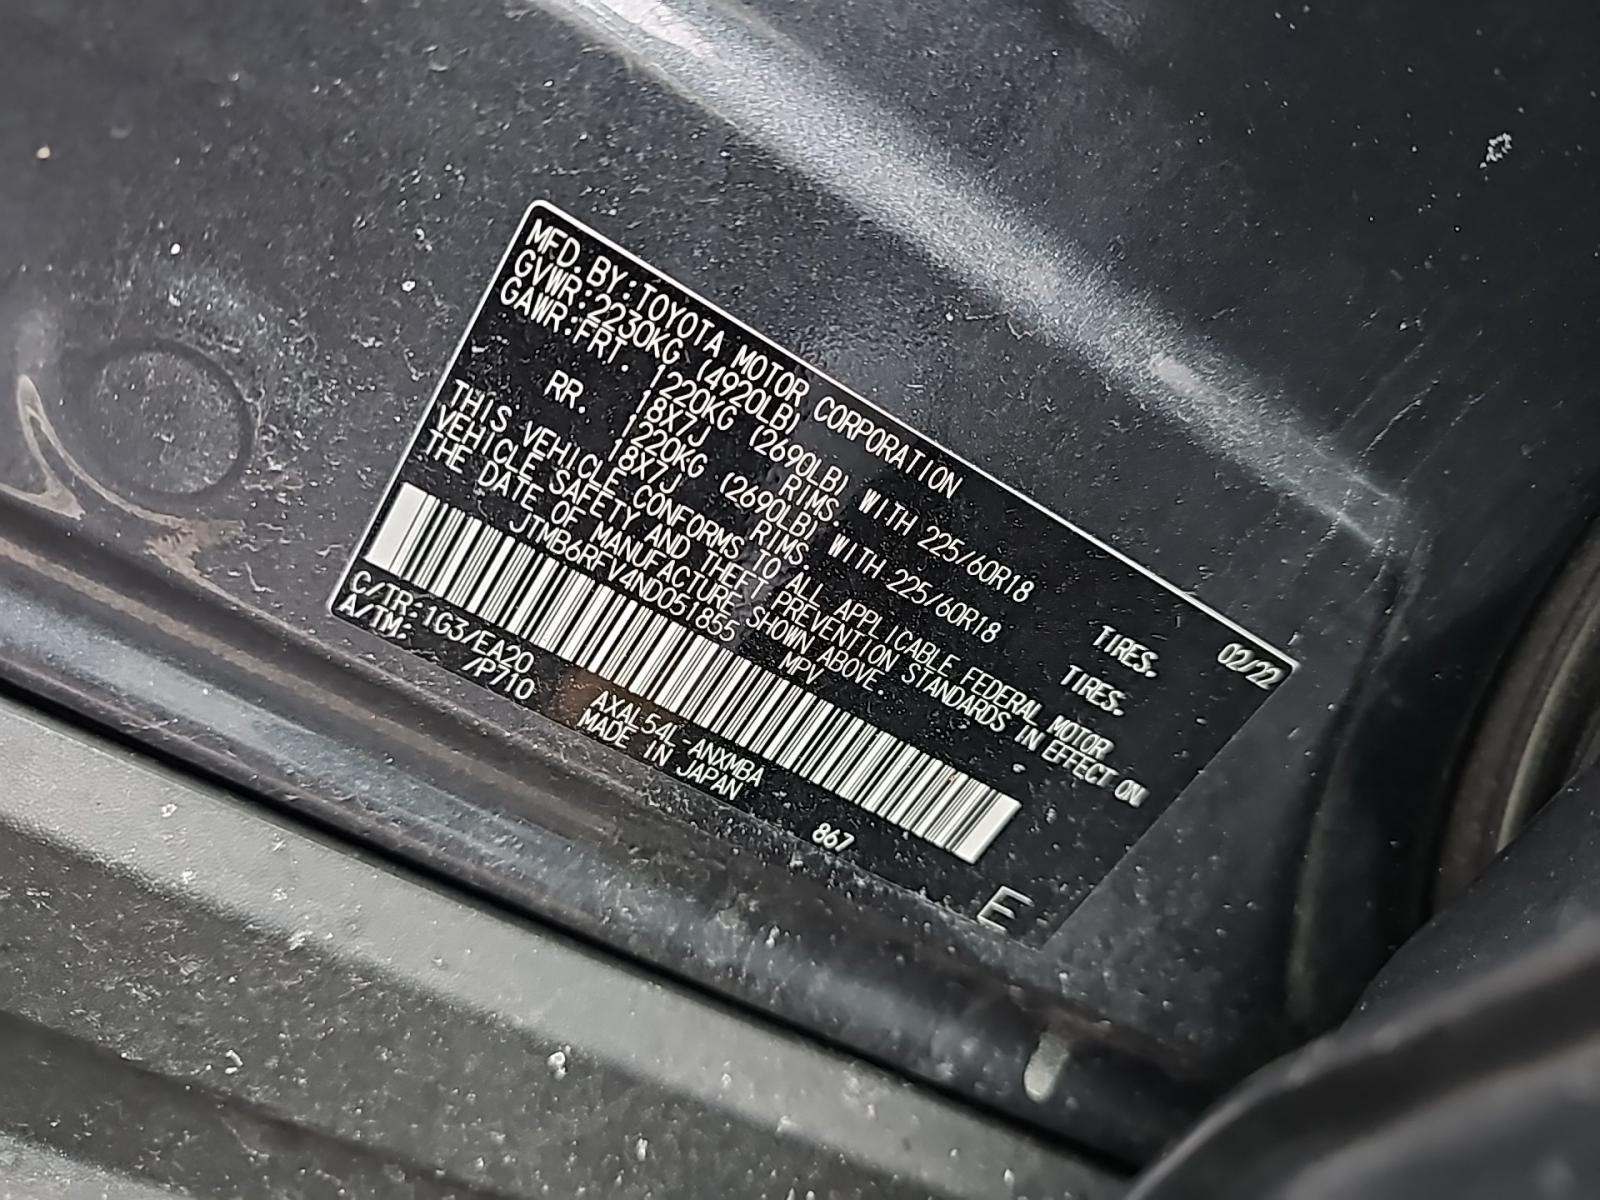 MFD. BY: TOYOTA MOTOR CORPORATION 02/22
GVWR: 2230KG (4920LB)
GAWR: FRT. 1220KG (2690LB) WITH 225/60R18 TIRES.
18X7J RIMS.
RR. 1220KG (2690LB) WITH 225/60R18 TIRES.
18X7J RIMS.
THIS VEHICLE CONFORMS TO ALL APPLICABLE FEDERAL MOTOR
VEHICLE SAFETY AND THEFT PREVENTION STANDARDS IN EFFECT ON
THE DATE OF MANUFACTURE SHOWN ABOVE.
JTMB6RFV4ND051855 MPV
C/TR: 1G3/EA20 AXAL54L-ANXMBA
A/TM: /P710 MADE IN JAPAN 867
E